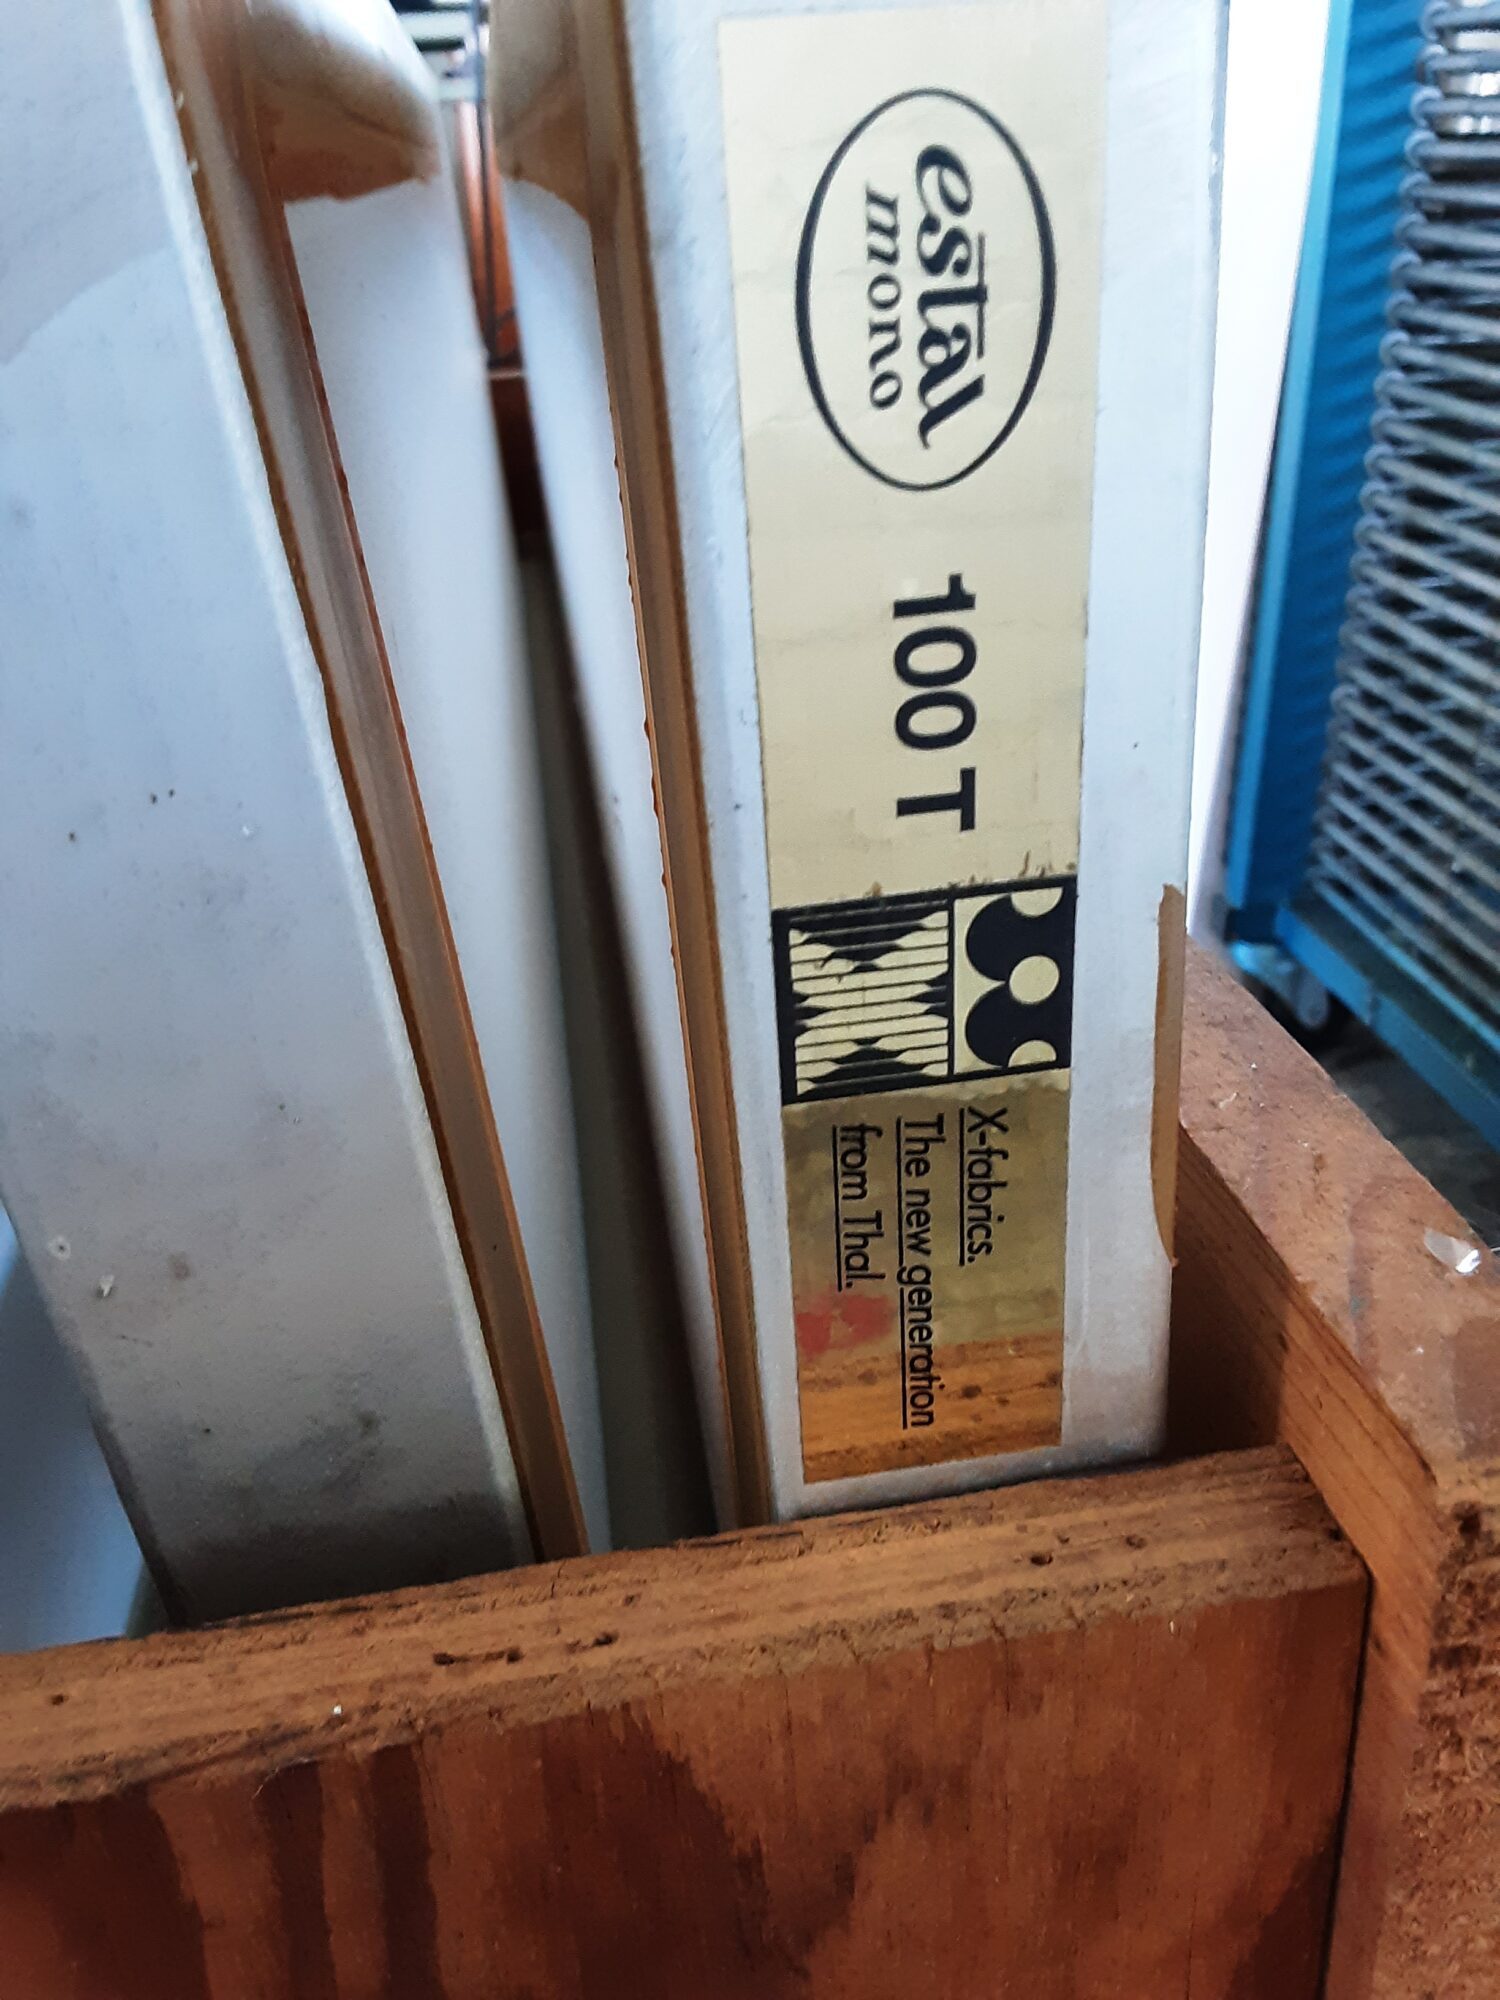 estal
mono
100 T
X-fabrics.
The new generation
from Thal.